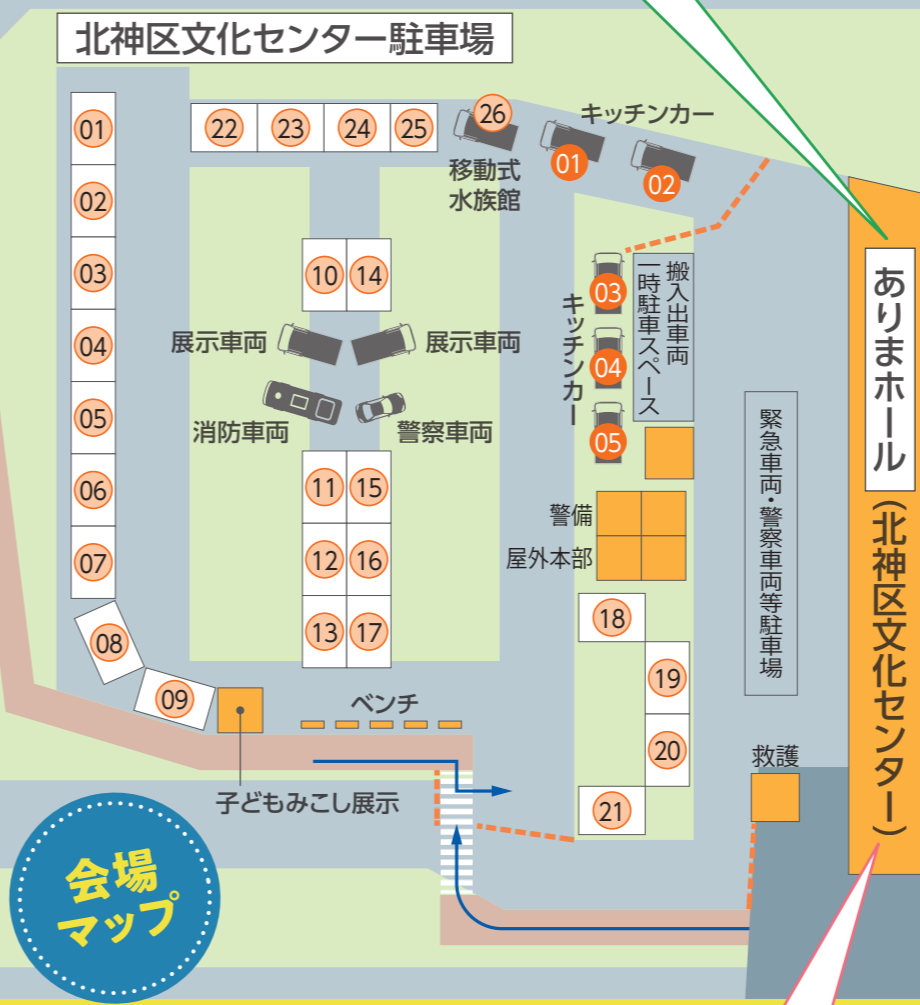 北神区文化センター駐車場
01
02
03
04
05
06
07
08
09
22
23
24
25
26
移動式
水族館
キッチンカー
01
02
10
14
展示車両
展示車両
消防車両
警察車両
11
15
12
16
13
17
キッチンカー
03
04
05
搬入出車両
一時駐車スペース
警備
屋外本部
18
19
20
21
緊急車両・警察車両等駐車場
救護
ありまホール
(北神区文化センター)
ベンチ
子どもみこし展示
会場
マップ